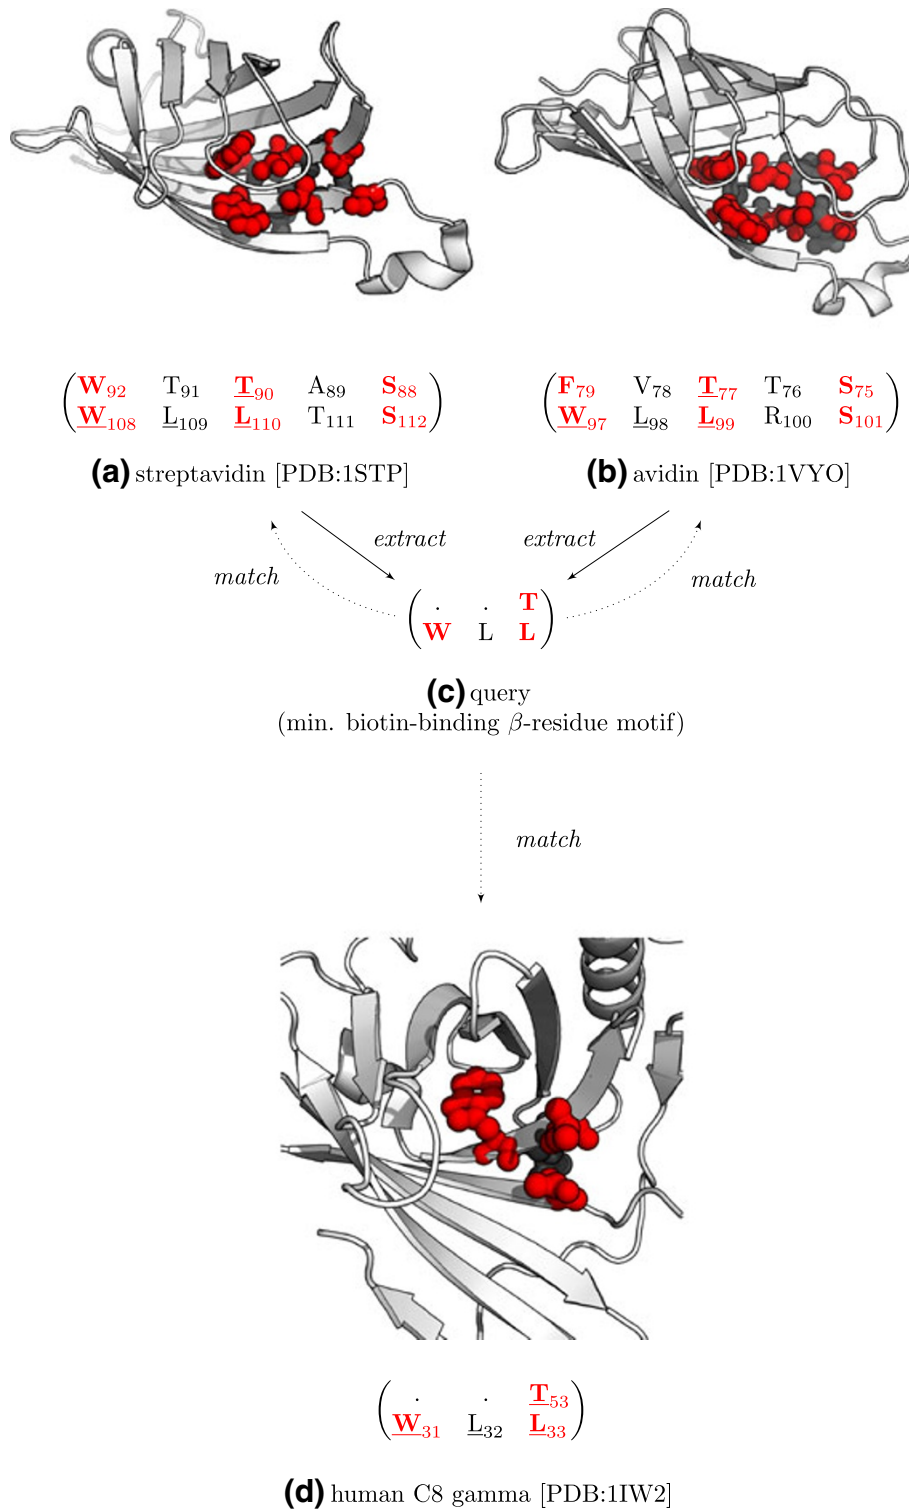 W92 T91 T90 A89 S88
W108 L109 L110 T111 S112
(a) streptavidin [PDB:1STP]
F79 V78 T77 T76 S75
W97 L98 L99 R100 S101
(b) avidin [PDB:1VYO]
extract
extract
match
match
. . T
W L L
(c) query
(min. biotin-binding β-residue motif)
match
. . T53
W31 L32 L33
(d) human C8 gamma [PDB:1IW2]